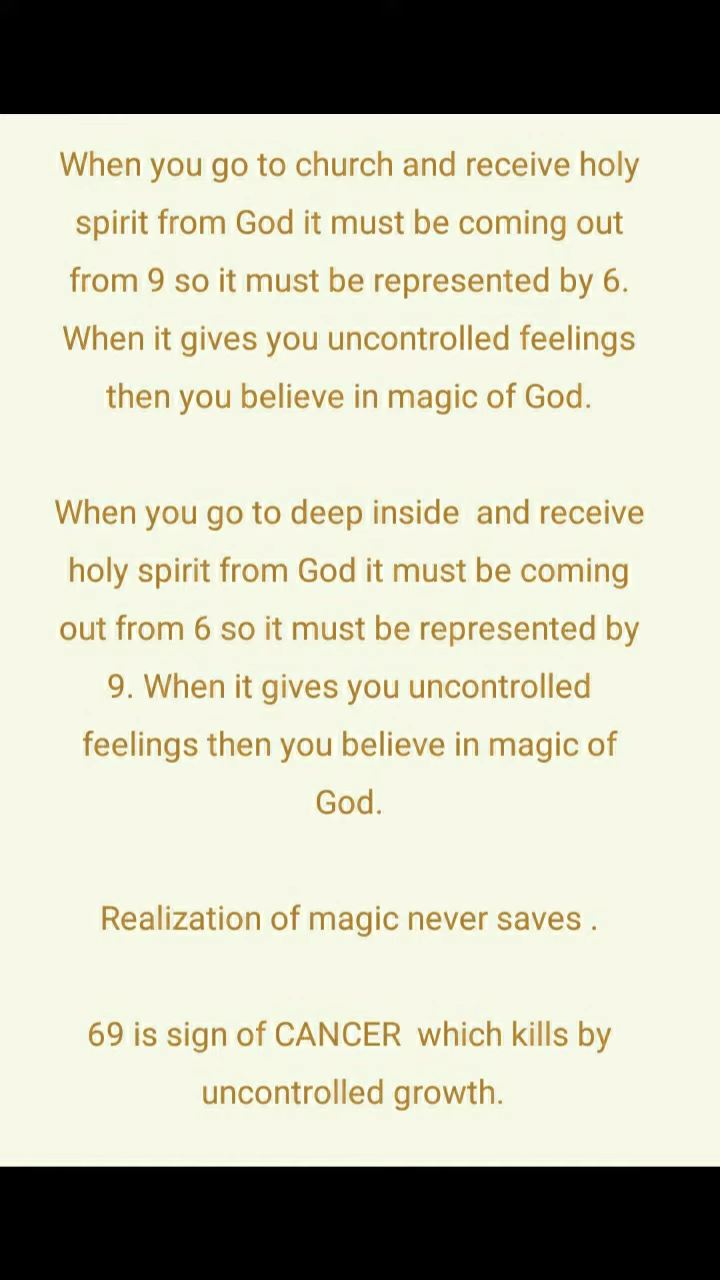 When you go to church and receive holy
spirit from God it must be coming out
from 9 so it must be represented by 6.
When it gives you uncontrolled feelings
then you believe in magic of God.
When you go to deep inside  and receive
holy spirit from God it must be coming
out from 6 so it must be represented by
9. When it gives you uncontrolled
feelings then you believe in magic of
God.
Realization of magic never saves .
69 is sign of CANCER  which kills by
uncontrolled growth.